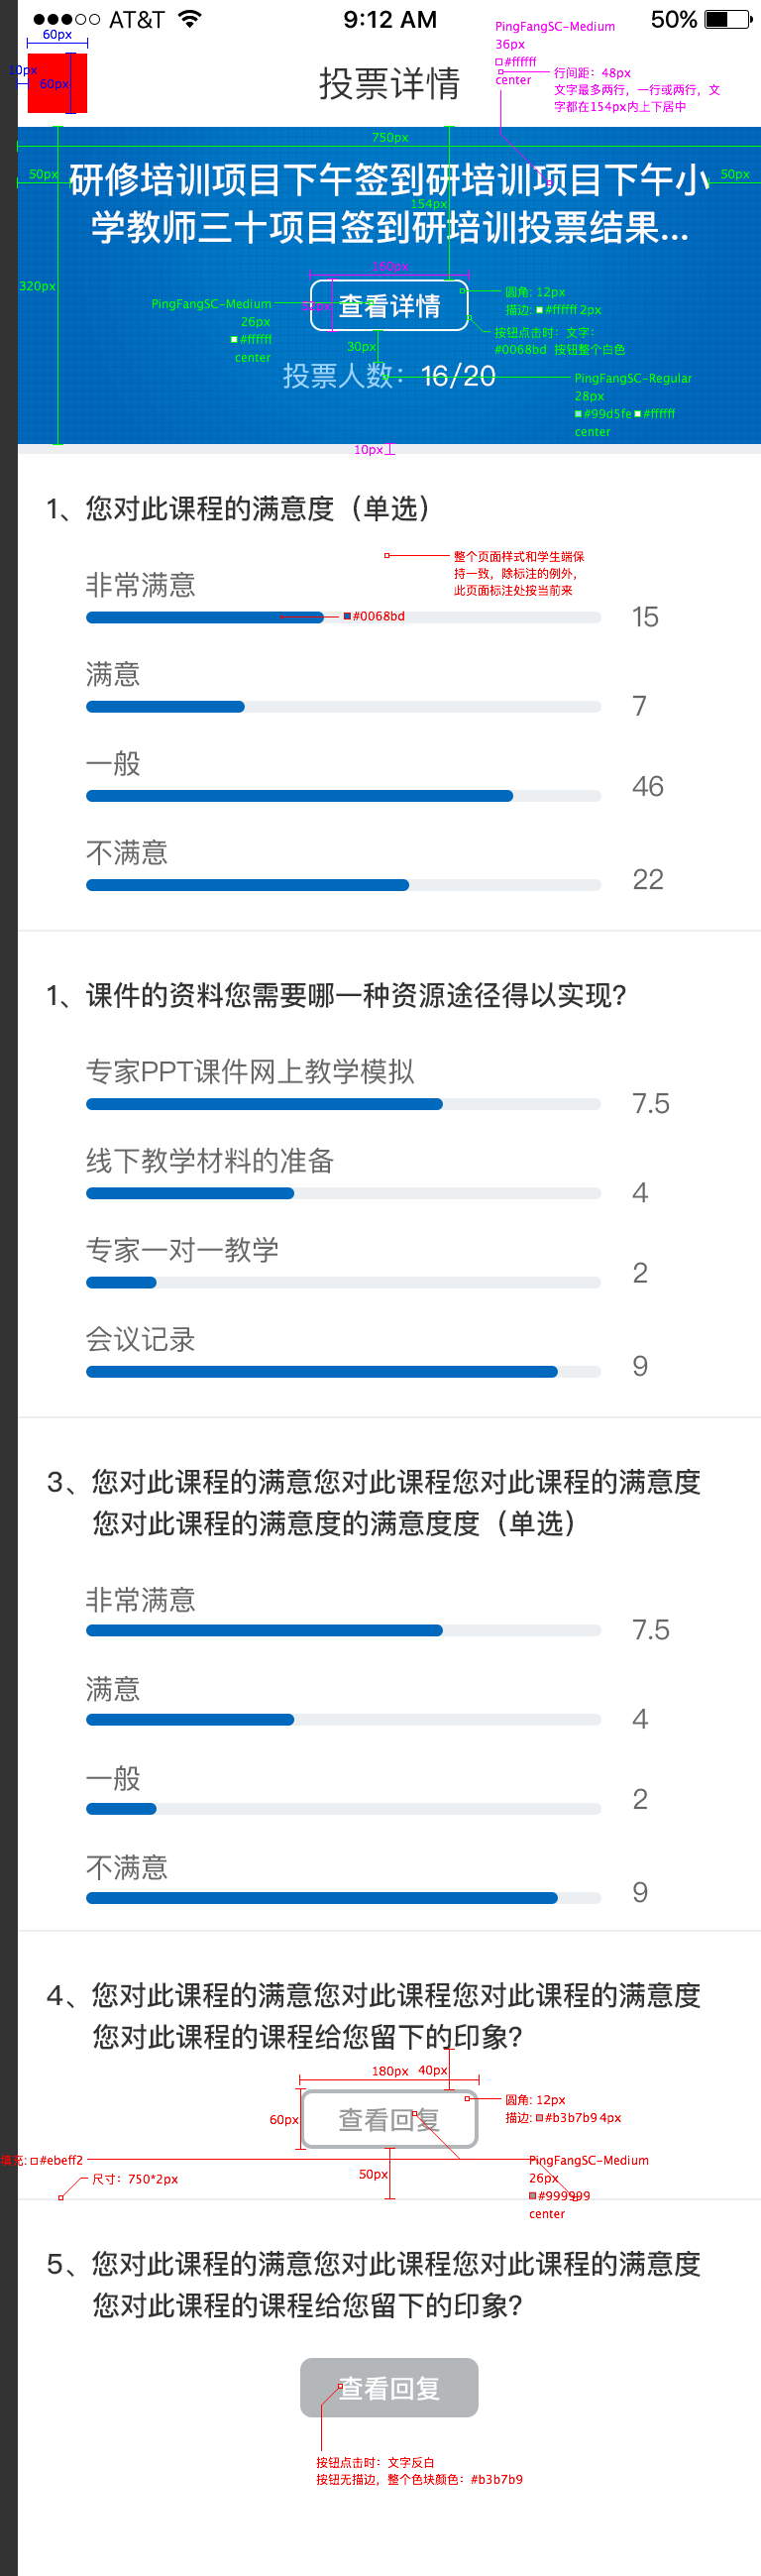 AT&T 9:12 AM 50%
60px
10px
60px
投票详情
PingFangSC-Medium
36px
#ffffff
center
行间距：48px
文字最多两行，一行或两行，文
字都在154px内上下居中
750px
50px
研修培训项目下午签到研培训项目下午小
50px
154px
学教师三十项目签到研培训投票结果...
320px
160px
查看详情
PingFangSC-Medium
26px
#ffffff
center
圆角: 12px
描边: #ffffff 2px
按钮点击时：文字：
#0068bd 按钮整个白色
30px
投票人数：16/20
PingFangSC-Regular
28px
#99d5fe #ffffff
center
10px
1、您对此课程的满意度（单选）
整个页面样式和学生端保
持一致，除标注的例外，
此页面标注处按当前来
非常满意
#0068bd
15
满意
7
一般
46
不满意
22
1、课件的资料您需要哪一种资源途径得以实现?
专家PPT课件网上教学模拟
7.5
线下教学材料的准备
4
专家一对一教学
2
会议记录
9
3、您对此课程的满意您对此课程您对此课程的满意度
您对此课程的满意度的满意度度（单选）
非常满意
7.5
满意
4
一般
2
不满意
9
4、您对此课程的满意您对此课程您对此课程的满意度
您对此课程的课程给您留下的印象?
180px 40px
60px
查看回复
圆角: 12px
描边: #b3b7b9 4px
填充: #ebeff2
尺寸：750*2px
50px
PingFangSC-Medium
26px
#999999
center
5、您对此课程的满意您对此课程您对此课程的满意度
您对此课程的课程给您留下的印象?
查看回复
按钮点击时：文字反白
按钮无描边，整个色块颜色：#b3b7b9